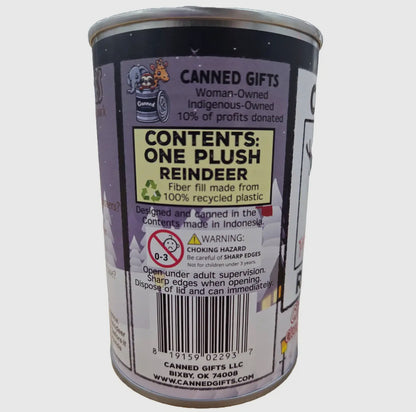 Canned
CANNED GIFTS
Woman-Owned
Indigenous-Owned
10% of profits donated
CONTENTS:
ONE PLUSH
REINDEER
Fiber fill made from
100% recycled plastic
Designed and canned in the
Contents made in Indonesia.
0-3
WARNING:
CHOKING HAZARD
Be careful of SHARP EDGES
Not for children under 3 years
Open under adult supervision.
Sharp edges when opening.
Dispose of lid and can immediately.
8 19159 02293 7
CANNED GIFTS LLC
BIXBY, OK 74008
WWW.CANNEDGIFTS.COM